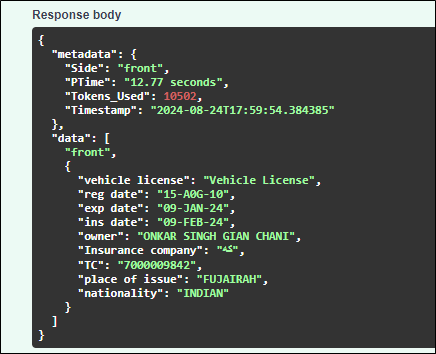 Response body
{
"metadata": {
"Side": "front",
"PTime": "12.77 seconds",
"Tokens_Used": 10502,
"Timestamp": "2024-08-24T17:59:54.384385"
},
"data": [
"front",
{
"vehicle license": "Vehicle License",
"reg date": "15-A0G-10",
"exp date": "09-JAN-24",
"ins date": "09-FEB-24",
"owner": "ONKAR SINGH GIAN CHANI",
"Insurance company": "
"TC": "7000009842",
"place of issue": "FUJAIRAH",
"nationality": "INDIAN"
}
]
}